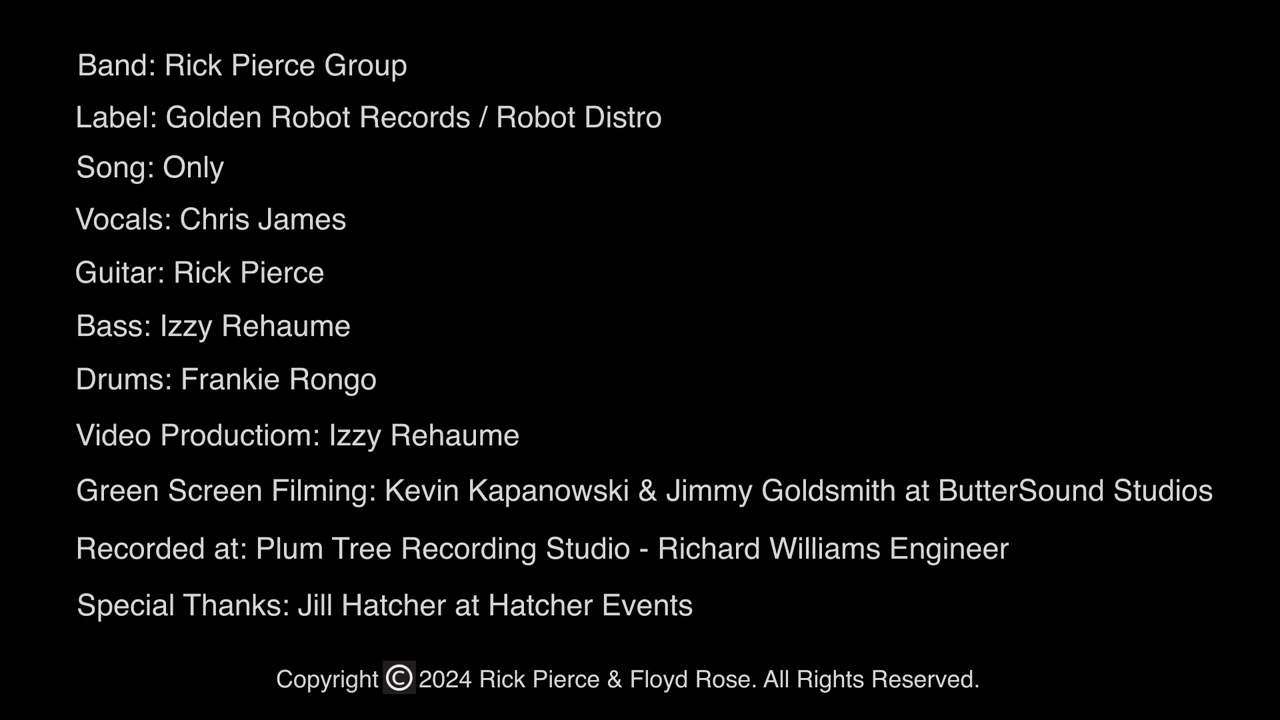 Band: Rick Pierce Group
Label: Golden Robot Records / Robot Distro
Song: Only
Vocals: Chris James
Guitar: Rick Pierce
Bass: Izzy Rehaume
Drums: Frankie Rongo
Video Productiom: Izzy Rehaume
Green Screen Filming: Kevin Kapanowski & Jimmy Goldsmith at ButterSound Studios
Recorded at: Plum Tree Recording Studio - Richard Williams Engineer
Special Thanks: Jill Hatcher at Hatcher Events
Copyright © 2024 Rick Pierce & Floyd Rose. All Rights Reserved.